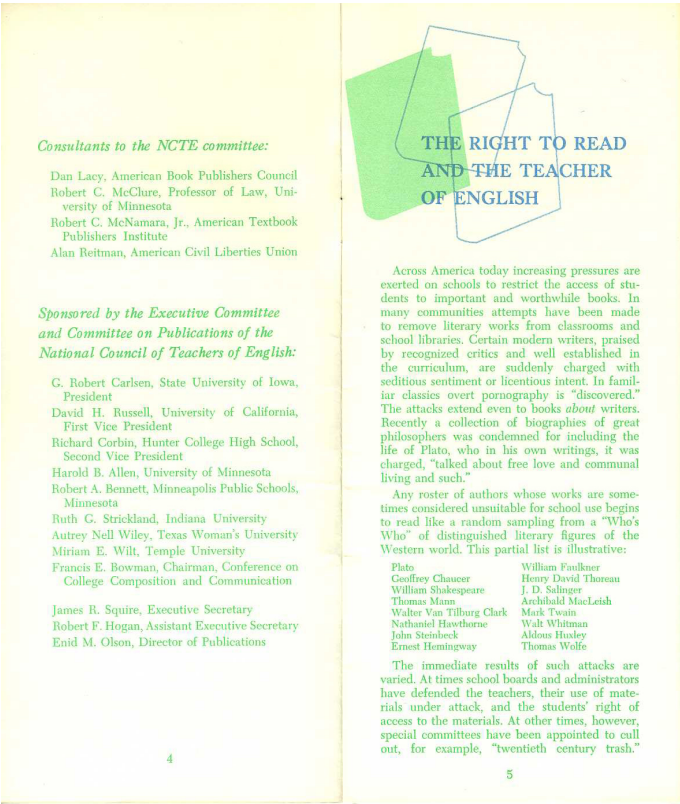 Consultants to the NCTE committee:
Dan Lacy, American Book Publishers Council
Robert C. McClure, Professor of Law, Uni-
versity of Minnesota
Robert C. McNamara, Jr., American Textbook
Publishers Institute
Alan Reitman, American Civil Liberties Union
Sponsored by the Executive Committee
and Committee on Publications of the
National Council of Teachers of English:
G. Robert Carlsen, State University of Iowa,
President
David H. Russell, University of California,
First Vice President
Richard Corbin, Hunter College High School,
Second Vice President
Harold B. Allen, University of Minnesota
Robert A. Bennett, Minneapolis Public Schools,
Minnesota
Ruth G. Strickland, Indiana University
Autrey Nell Wiley, Texas Woman's University
Miriam E. Wilt, Temple University
Francis E. Bowman, Chairman, Conference on
College Composition and Communication
James R. Squire, Executive Secretary
Robert F. Hogan, Assistant Executive Secretary
Enid M. Olson, Director of Publications
4
THE RIGHT TO READ
AND THE TEACHER
OF ENGLISH
Across America today increasing pressures are
exerted on schools to restrict the access of stu-
dents to important and worthwhile books. In
many communities attempts have been made
to remove literary works from classrooms and
school libraries. Certain modern writers, praised
by recognized critics and well established in
the curriculum, are suddenly charged with
seditious sentiment or licentious intent. In famil-
iar classics overt pornography is "discovered."
The attacks extend even to books about writers.
Recently a collection of biographies of great
philosophers was condemned for including the
life of Plato, who in his own writings, it was
charged, "talked about free love and communal
living and such."
Any roster of authors whose works are some-
times considered unsuitable for school use begins
to read like a random sampling from a "Who's
Who" of distinguished literary figures of the
Western world. This partial list is illustrative:
Plato
Geoffrey Chaucer
William Shakespeare
Thomas Mann
Walter Van Tilburg Clark
Nathaniel Hawthorne
John Steinbeck
Ernest Hemingway
William Faulkner
Henry David Thoreau
J. D. Salinger
Archibald MacLeish
Mark Twain
Walt Whitman
Aldous Huxley
Thomas Wolfe
The immediate results of such attacks are
varied. At times school boards and administrators
have defended the teachers, their use of mate-
rials under attack, and the students' right of
access to the materials. At other times, however,
special committees have been appointed to cull
out, for example, "twentieth century trash."
5